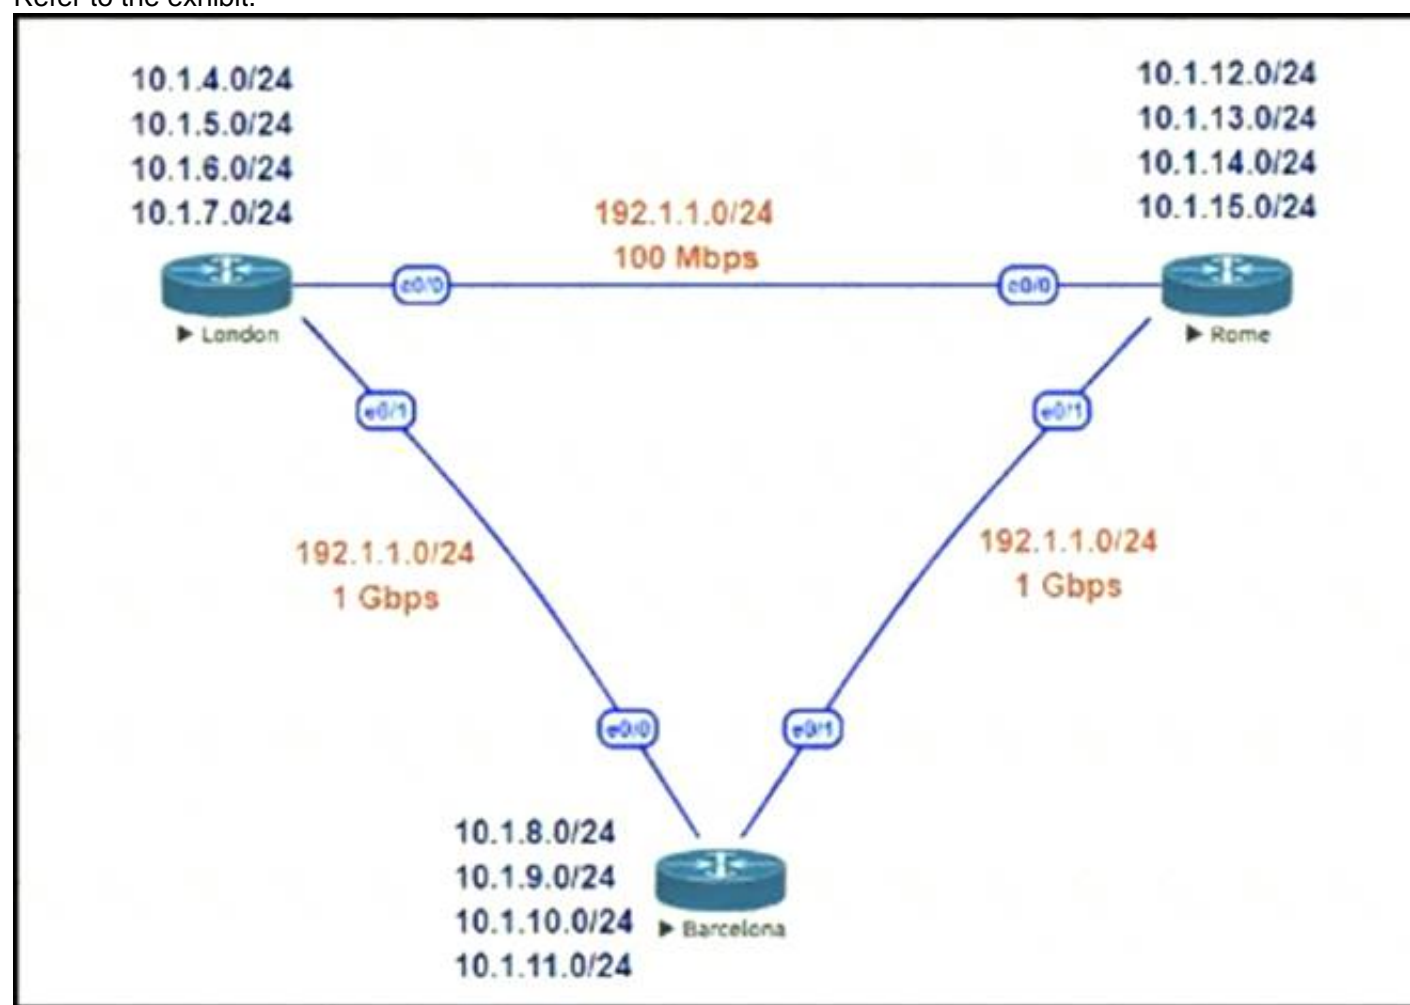 Refer to the exhibit.
10.1.4.0/24
10.1.5.0/24
10.1.6.0/24
10.1.7.0/24
10.1.12.0/24
10.1.13.0/24
10.1.14.0/24
10.1.15.0/24
192.1.1.0/24
100 Mbps
e0/0
e0/0
London
Rome
e0/1
e0/1
192.1.1.0/24
1 Gbps
192.1.1.0/24
1 Gbps
e0/0
e0/1
10.1.8.0/24
10.1.9.0/24
10.1.10.0/24
10.1.11.0/24
Barcelona